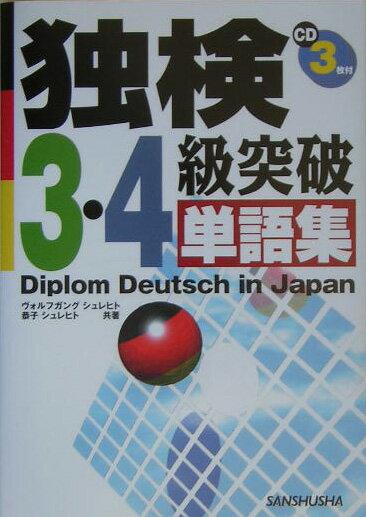 独検
CD
3
枚付
3・4
級突破
単語集
Diplom Deutsch in Japan
ヴォルフガング シュレヒト
恭子 シュレヒト 共著
SANSHUSHA